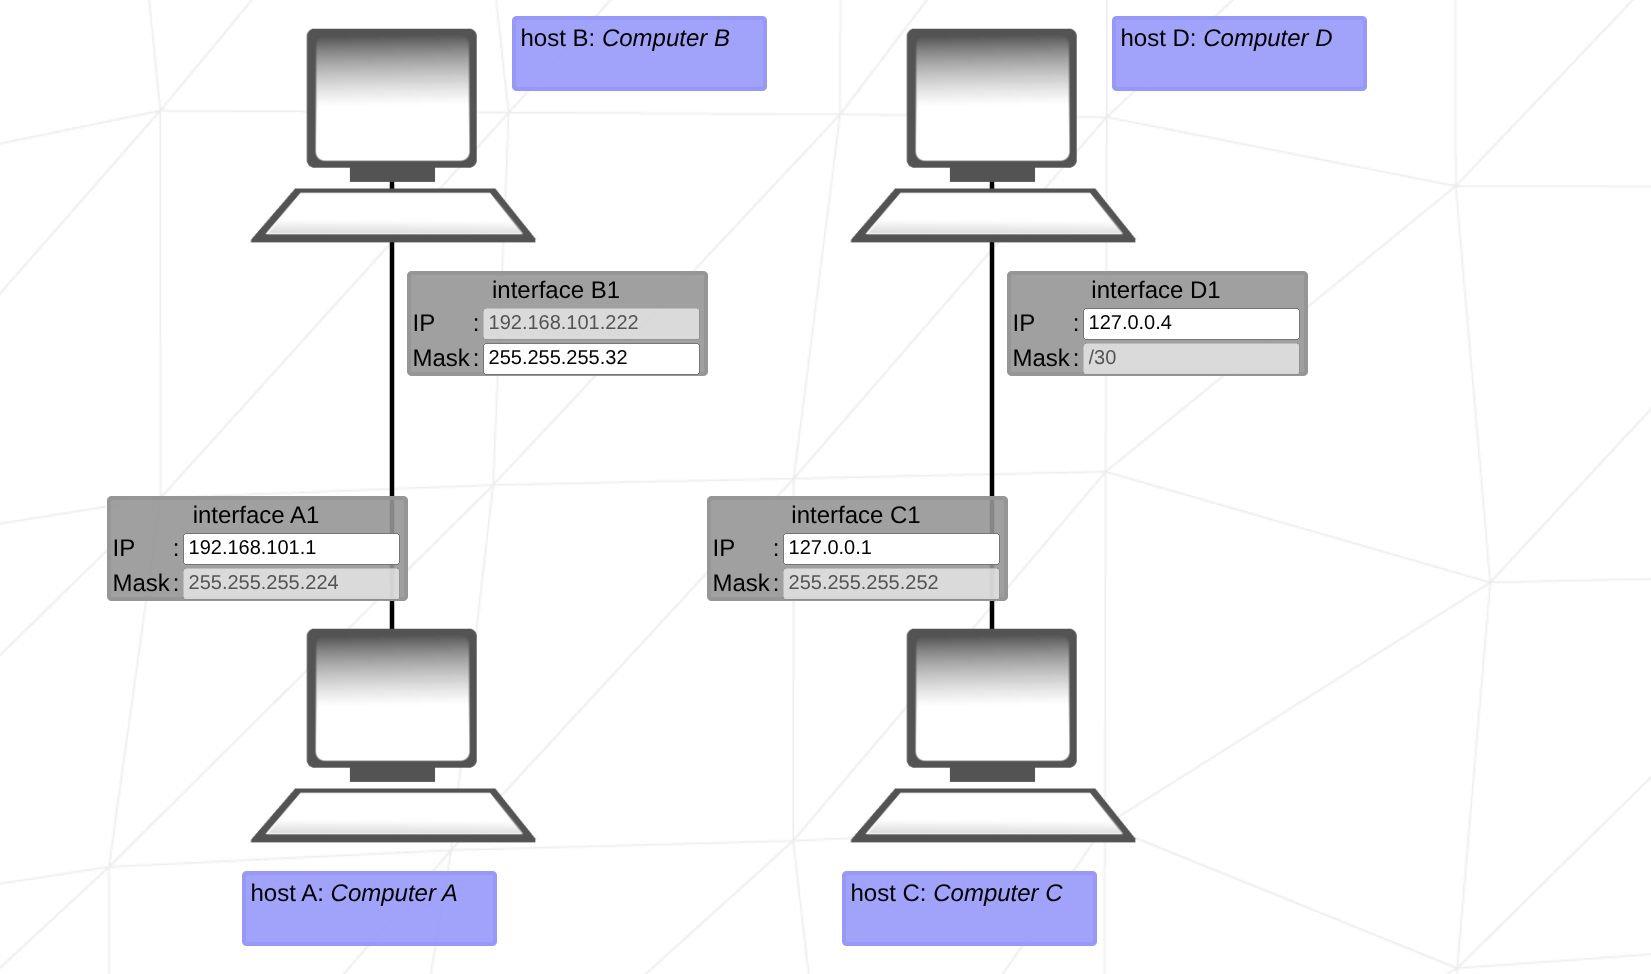 host B: Computer B
host D: Computer D
interface B1
IP : 192.168.101.222
Mask : 255.255.255.32
interface D1
IP : 127.0.0.4
Mask : /30
interface A1
IP : 192.168.101.1
Mask : 255.255.255.224
interface C1
IP : 127.0.0.1
Mask : 255.255.255.252
host A: Computer A
host C: Computer C